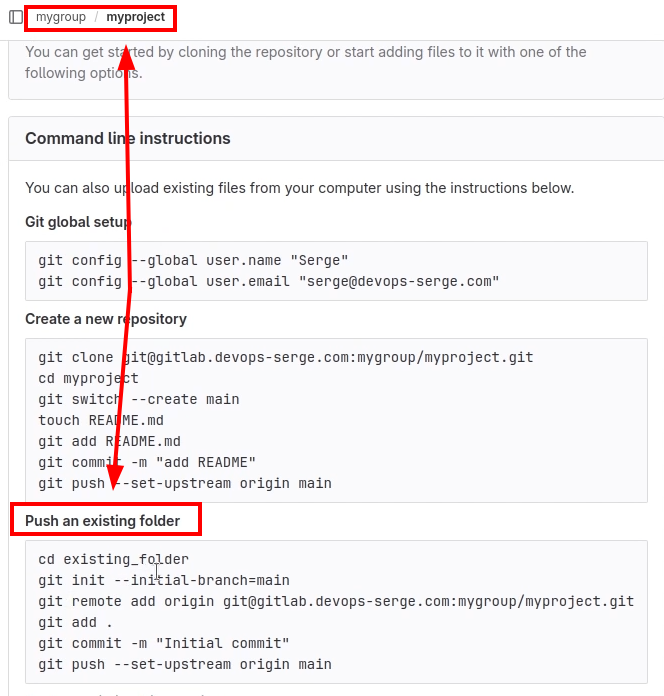 mygroup / myproject
You can get started by cloning the repository or start adding files to it with one of the
following options.
Command line instructions
You can also upload existing files from your computer using the instructions below.
Git global setup
git config --global user.name "Serge"
git config --global user.email "serge@devops-serge.com"
Create a new repository
git clone git@gitlab.devops-serge.com:mygroup/myproject.git
cd myproject
git switch --create main
touch README.md
git add README.md
git commit -m "add README"
git push --set-upstream origin main
Push an existing folder
cd existing_folder
git init --initial-branch=main
git remote add origin git@gitlab.devops-serge.com:mygroup/myproject.git
git add .
git commit -m "Initial commit"
git push --set-upstream origin main